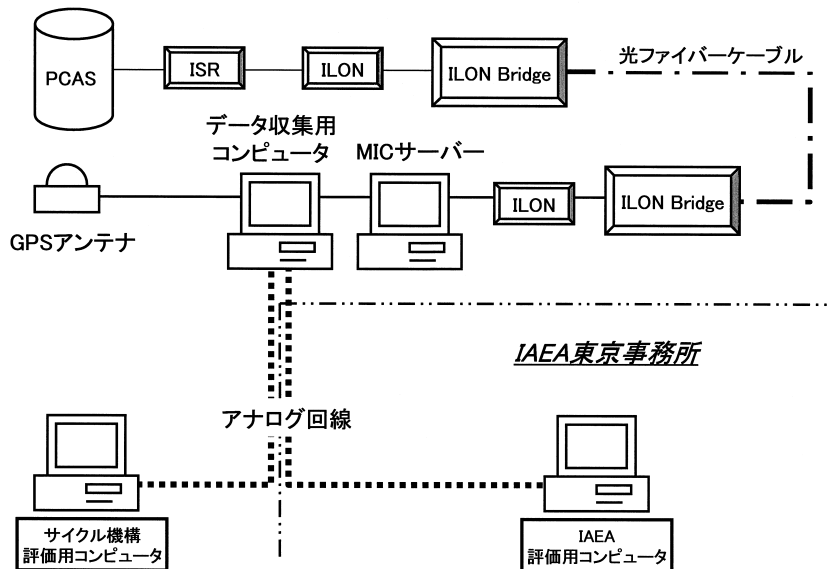 PCAS
ISR
ILON
ILON Bridge
光ファイバーケーブル
データ収集用
コンピュータ
MICサーバー
GPSアンテナ
ILON
ILON Bridge
IAEA東京事務所
アナログ回線
サイクル機構
評価用コンピュータ
IAEA
評価用コンピュータ